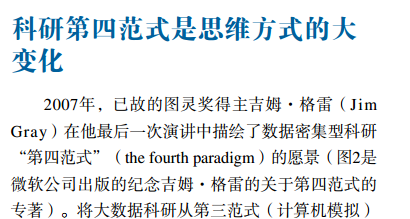 科研第四范式是思维方式的大
变化
2007年，已故的图灵奖得主吉姆·格雷（Jim
Gray）在他最后一次演讲中描绘了数据密集型科研
“第四范式”（the fourth paradigm）的愿景（图2是
微软公司出版的纪念吉姆·格雷的关于第四范式的
专著）。将大数据科研从第三范式（计算机模拟）